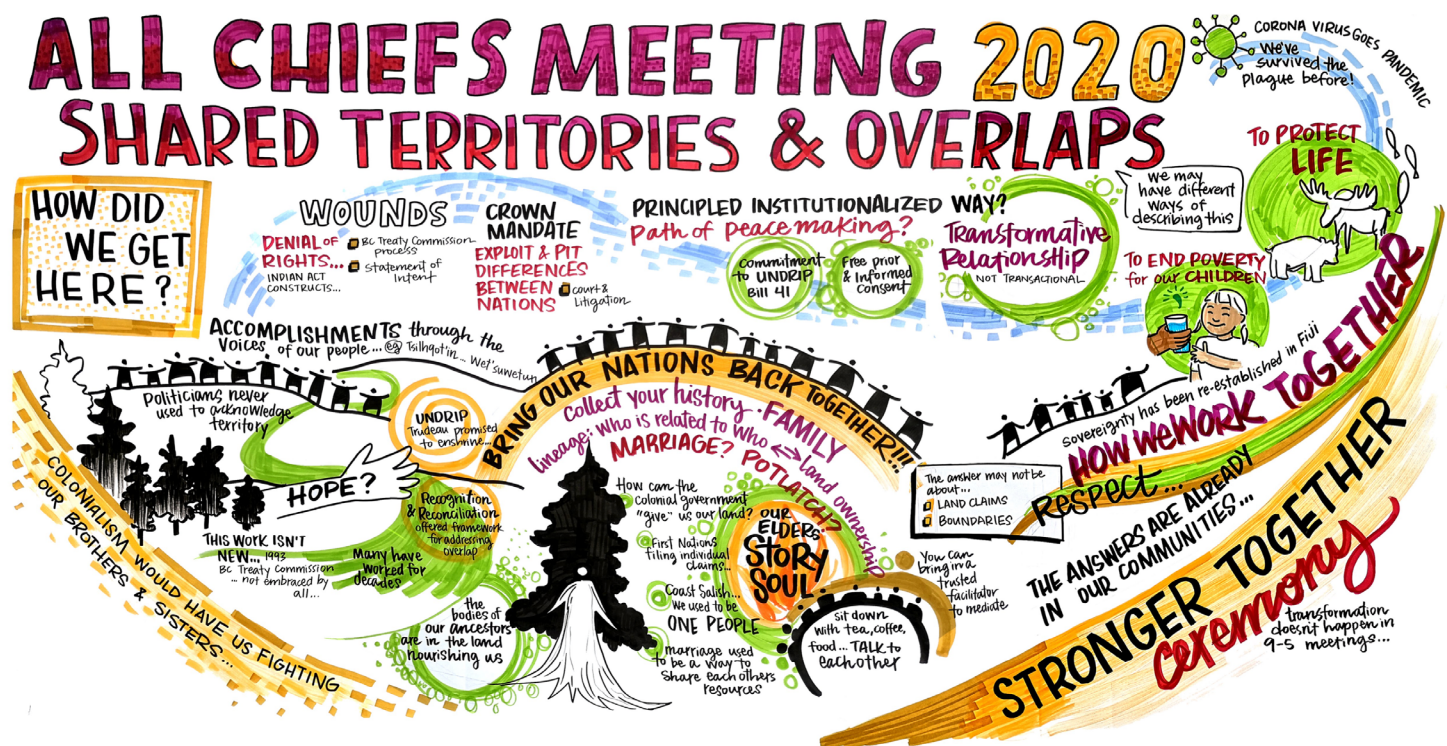 ALL CHIEFS MEETING 2020
SHARED TERRITORIES & OVERLAPS
CORONA VIRUS GOES PANDEMIC
We've
survived the
plague before!
TO PROTECT
LIFE
HOW DID
WE GET
HERE?
WOUNDS
DENIAL of
RIGHTS...
INDIAN ACT
CONSTRUCTS...
BC Treaty Commission
process
Statement of
Intent
CROWN
MANDATE
EXPLOIT & PIT
DIFFERENCES
BETWEEN
NATIONS
court &
Litigation
PRINCIPLED INSTITUTIONALIZED WAY?
Path of peace making?
Commitment
to UNDRIP
Bill 41
Free prior
& Informed
Consent
Transformative
Relationship
NOT TRANSACTIONAL
we may
have different
ways of
describing this
TO END POVERTY
for our CHILDREN
ACCOMPLISHMENTS through the
Voices of our people... eg Tsilhqot'in... Wet'suwetun
Politicians never
used to acknowledge
territory
UNDRIP
Trudeau promised
to enshrine...
HOPE?
Recognition
& Reconciliation
offered framework
for addressing
overlap
THIS WORK ISN'T
NEW... 1993
BC Treaty Commission
... not embraced by
all...
Many have
worked for
decades
COLONIALISM WOULD HAVE US FIGHTING
OUR BROTHERS & SISTERS...
the
bodies of
our ancestors
are in the land
nourishing us
BRING OUR NATIONS BACK TOGETHER!!!
Collect your history. FAMILY
lineage: who is related to who ↔ land ownership
MARRIAGE? POTLATCH?
How can the
colonial government
"give" us our land?
First Nations
filing individual
claims...
Coast Salish...
We used to be
ONE PEOPLE
marriage used
to be a way to
share each others
resources
OUR
ELDERS
STORY
SOUL
Sit down
with tea, coffee,
food... TALK to
each other
You can
bring in a
trusted
facilitator
to mediate
The answer may not be
about...
LAND CLAIMS
BOUNDARIES
sovereignty has been re-established in Fiji
HOW WE WORK TOGETHER
RESPECT...
THE ANSWERS ARE ALREADY
IN OUR COMMUNITIES...
STRONGER TOGETHER
ceremony
transformation
doesn't happen in
9-5 meetings...